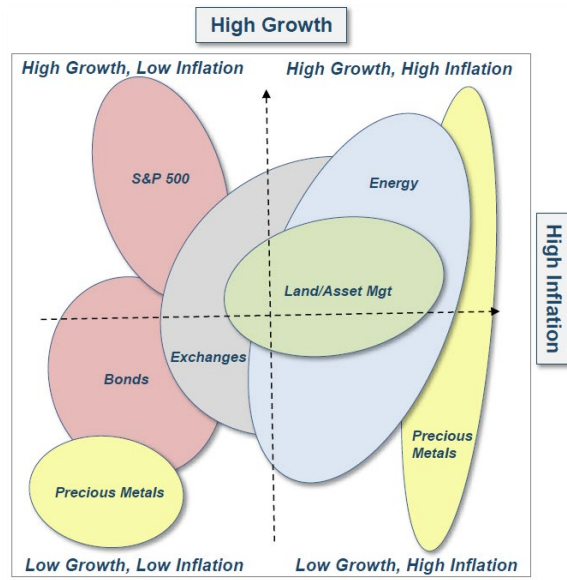 High Growth
High Growth, Low Inflation
High Growth, High Inflation
S&P 500
Energy
High Inflation
Land/Asset Mgt
Exchanges
Bonds
Precious
Metals
Precious Metals
Low Growth, Low Inflation
Low Growth, High Inflation